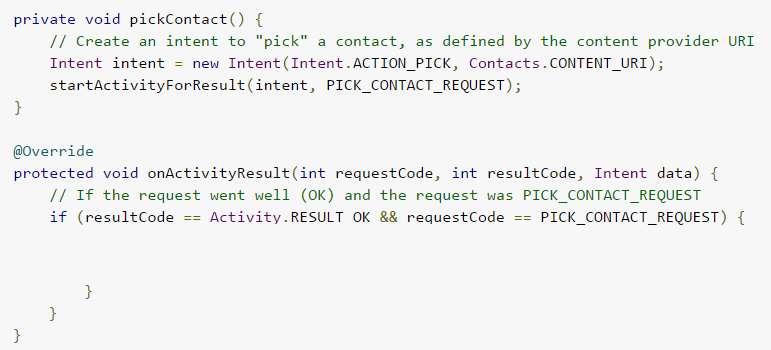 private void pickContact() {
    // Create an intent to "pick" a contact, as defined by the content provider URI
    Intent intent = new Intent(Intent.ACTION_PICK, Contacts.CONTENT_URI);
    startActivityForResult(intent, PICK_CONTACT_REQUEST);
}

@Override
protected void onActivityResult(int requestCode, int resultCode, Intent data) {
    // If the request went well (OK) and the request was PICK_CONTACT_REQUEST
    if (resultCode == Activity.RESULT OK && requestCode == PICK_CONTACT_REQUEST) {
        }
    }
}